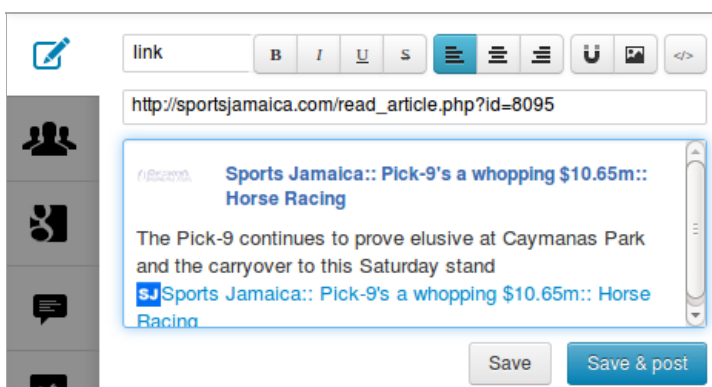 link B I U S </>
http://sportsjamaica.com/read_article.php?id=8095
Sports Jamaica:: Pick-9's a whopping $10.65m::
Horse Racing
The Pick-9 continues to prove elusive at Caymanas Park
and the carryover to this Saturday stand
SJ Sports Jamaica:: Pick-9's a whopping $10.65m:: Horse
Racing
Save Save & post